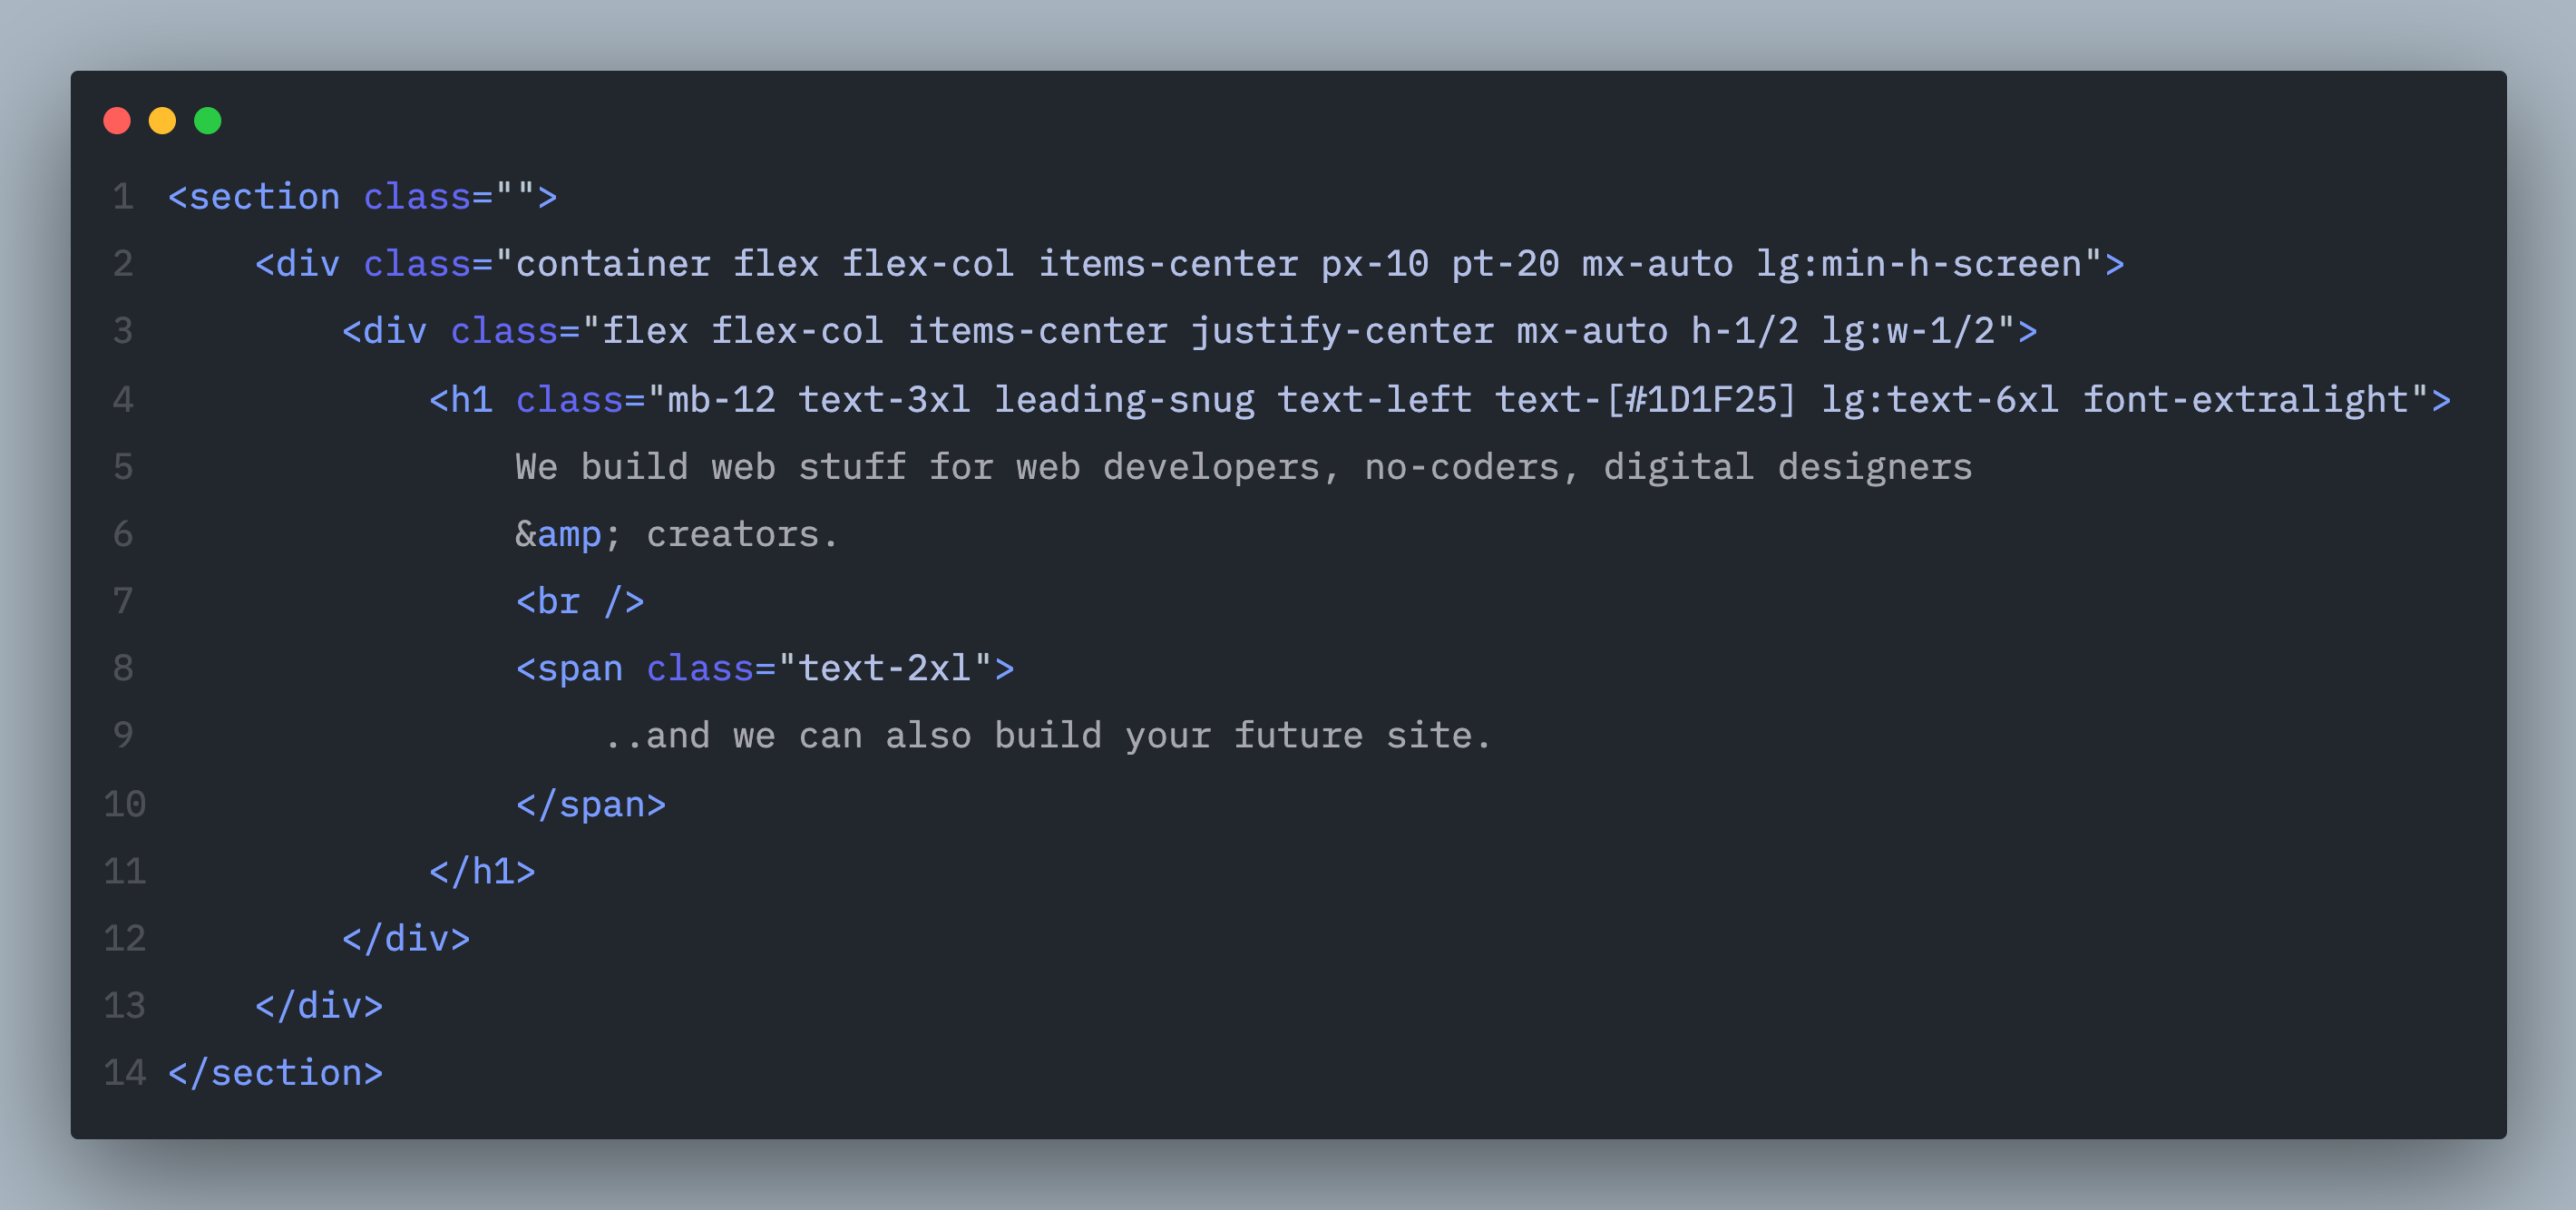 1 <section class="">
2     <div class="container flex flex-col items-center px-10 pt-20 mx-auto lg:min-h-screen">
3         <div class="flex flex-col items-center justify-center mx-auto h-1/2 lg:w-1/2">
4             <h1 class="mb-12 text-3xl leading-snug text-left text-[#1D1F25] lg:text-6xl font-extralight">
5                 We build web stuff for web developers, no-coders, digital designers
6                 &amp; creators.
7                 <br />
8                 <span class="text-2xl">
9                     ..and we can also build your future site.
10                 </span>
11             </h1>
12         </div>
13     </div>
14 </section>